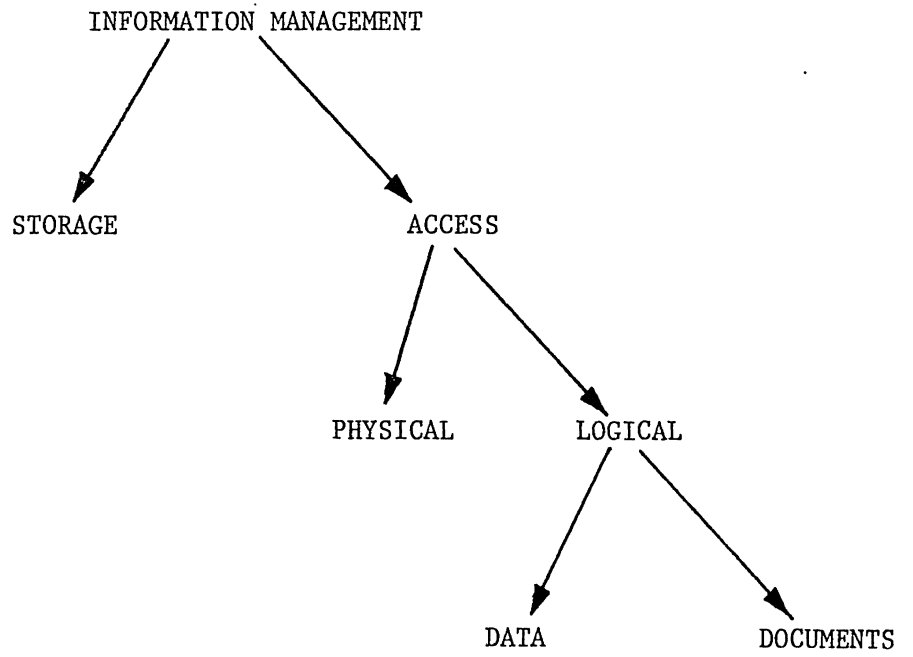 INFORMATION MANAGEMENT
STORAGE
ACCESS
PHYSICAL
LOGICAL
DATA
DOCUMENTS